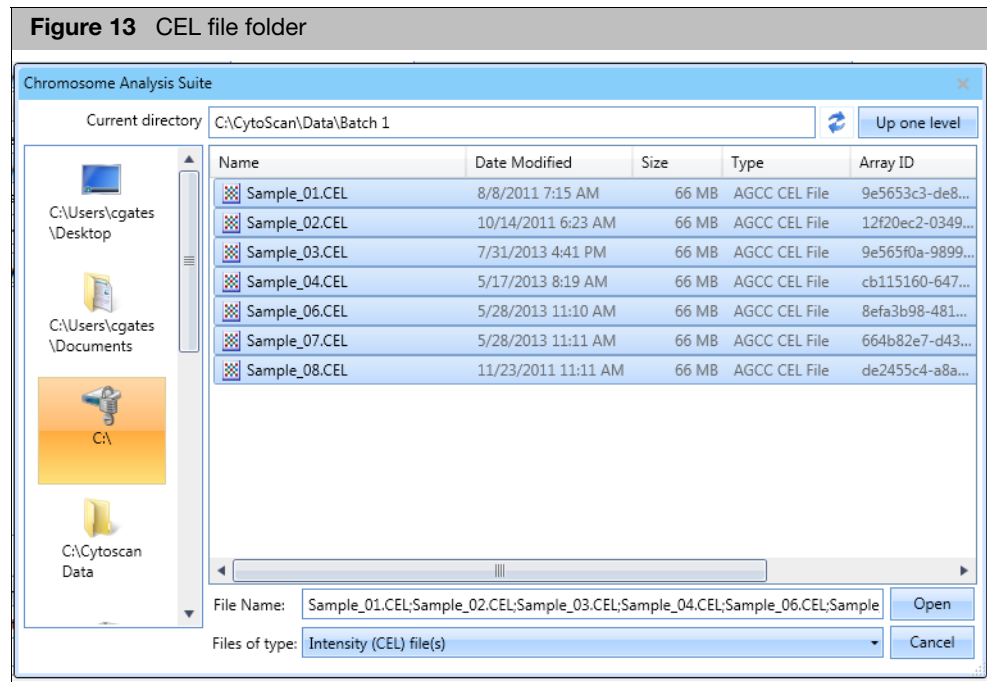 Figure 13 CEL file folder
Chromosome Analysis Suite
Current directory C:\CytoScan\Data\Batch 1 Up one level
C:\Users\cgates
\Desktop
C:\Users\cgates
\Documents
C:\
C:\Cytoscan
Data
Name Date Modified Size Type Array ID
Sample_01.CEL 8/8/2011 7:15 AM 66 MB AGCC CEL File 9e5653c3-de8...
Sample_02.CEL 10/14/2011 6:23 AM 66 MB AGCC CEL File 12f20ec2-0349...
Sample_03.CEL 7/31/2013 4:41 PM 66 MB AGCC CEL File 9e565f0a-9899...
Sample_04.CEL 5/17/2013 8:19 AM 66 MB AGCC CEL File cb115160-647...
Sample_06.CEL 5/28/2013 11:10 AM 66 MB AGCC CEL File 8efa3b98-481...
Sample_07.CEL 5/28/2013 11:11 AM 66 MB AGCC CEL File 664b82e7-d43...
Sample_08.CEL 11/23/2011 11:11 AM 66 MB AGCC CEL File de2455c4-a8a...
File Name: Sample_01.CEL;Sample_02.CEL;Sample_03.CEL;Sample_04.CEL;Sample_06.CEL;Sample Open
Files of type: Intensity (CEL) file(s) Cancel